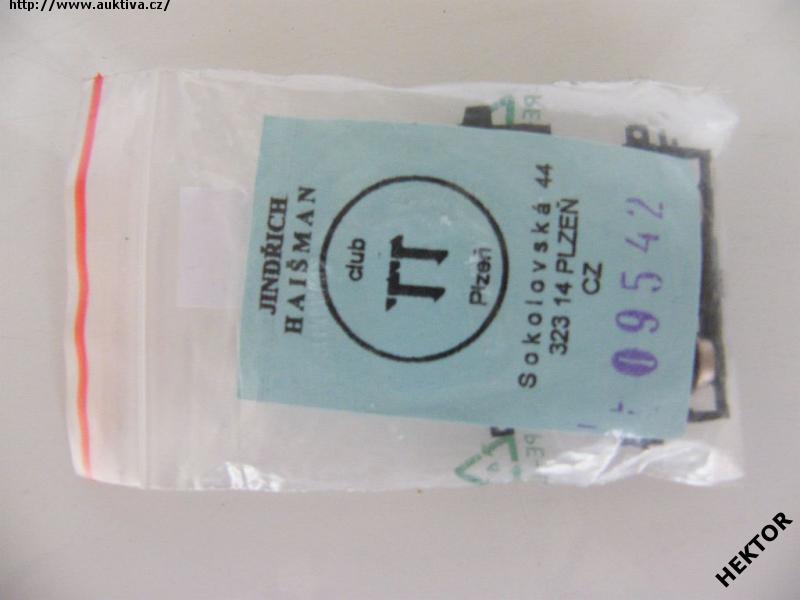 http://www.auktiva.cz/
JINDŘICH
HAIŠMAN
club
TT
Plzeň
Sokolovská 44
323 14 PLZEŇ
CZ
09542
HEKTOR